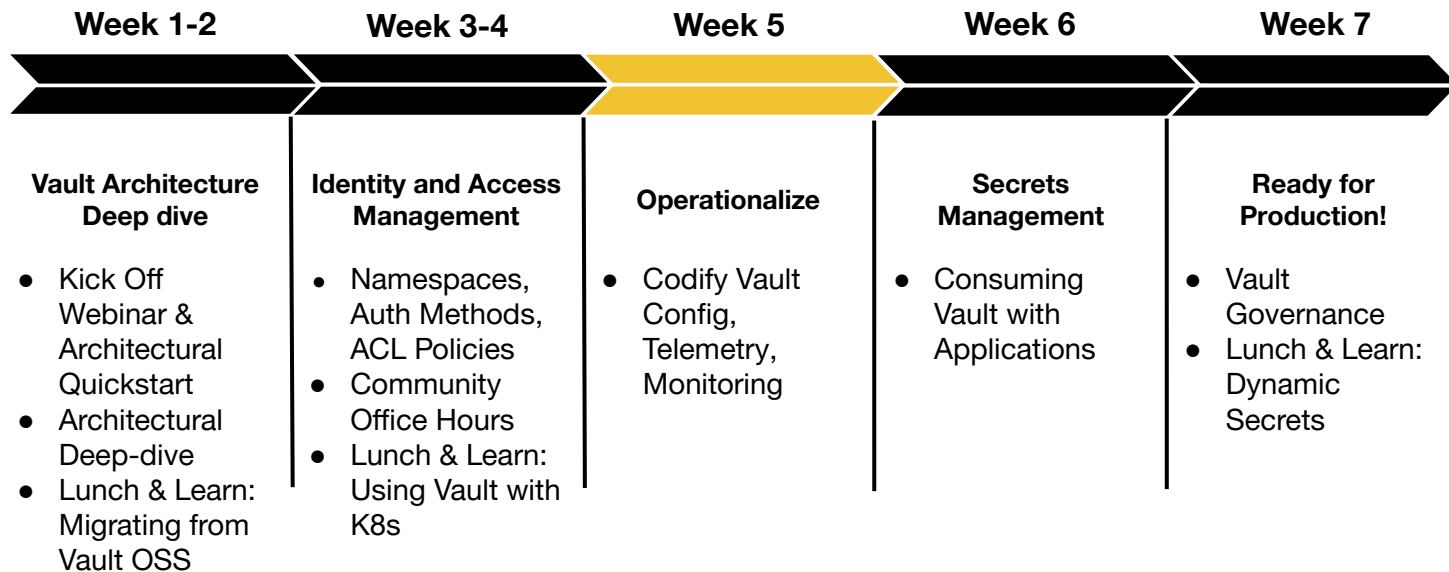 Week 1-2
Week 3-4
Week 5
Week 6
Week 7
Vault Architecture
Deep dive
● Kick Off
Webinar &
Architectural
Quickstart
● Architectural
Deep-dive
● Lunch & Learn:
Migrating from
Vault OSS
Identity and Access
Management
● Namespaces,
Auth Methods,
ACL Policies
● Community
Office Hours
● Lunch & Learn:
Using Vault with
K8s
Operationalize
● Codify Vault
Config,
Telemetry,
Monitoring
Secrets
Management
● Consuming
Vault with
Applications
Ready for
Production!
● Vault
Governance
● Lunch & Learn:
Dynamic
Secrets